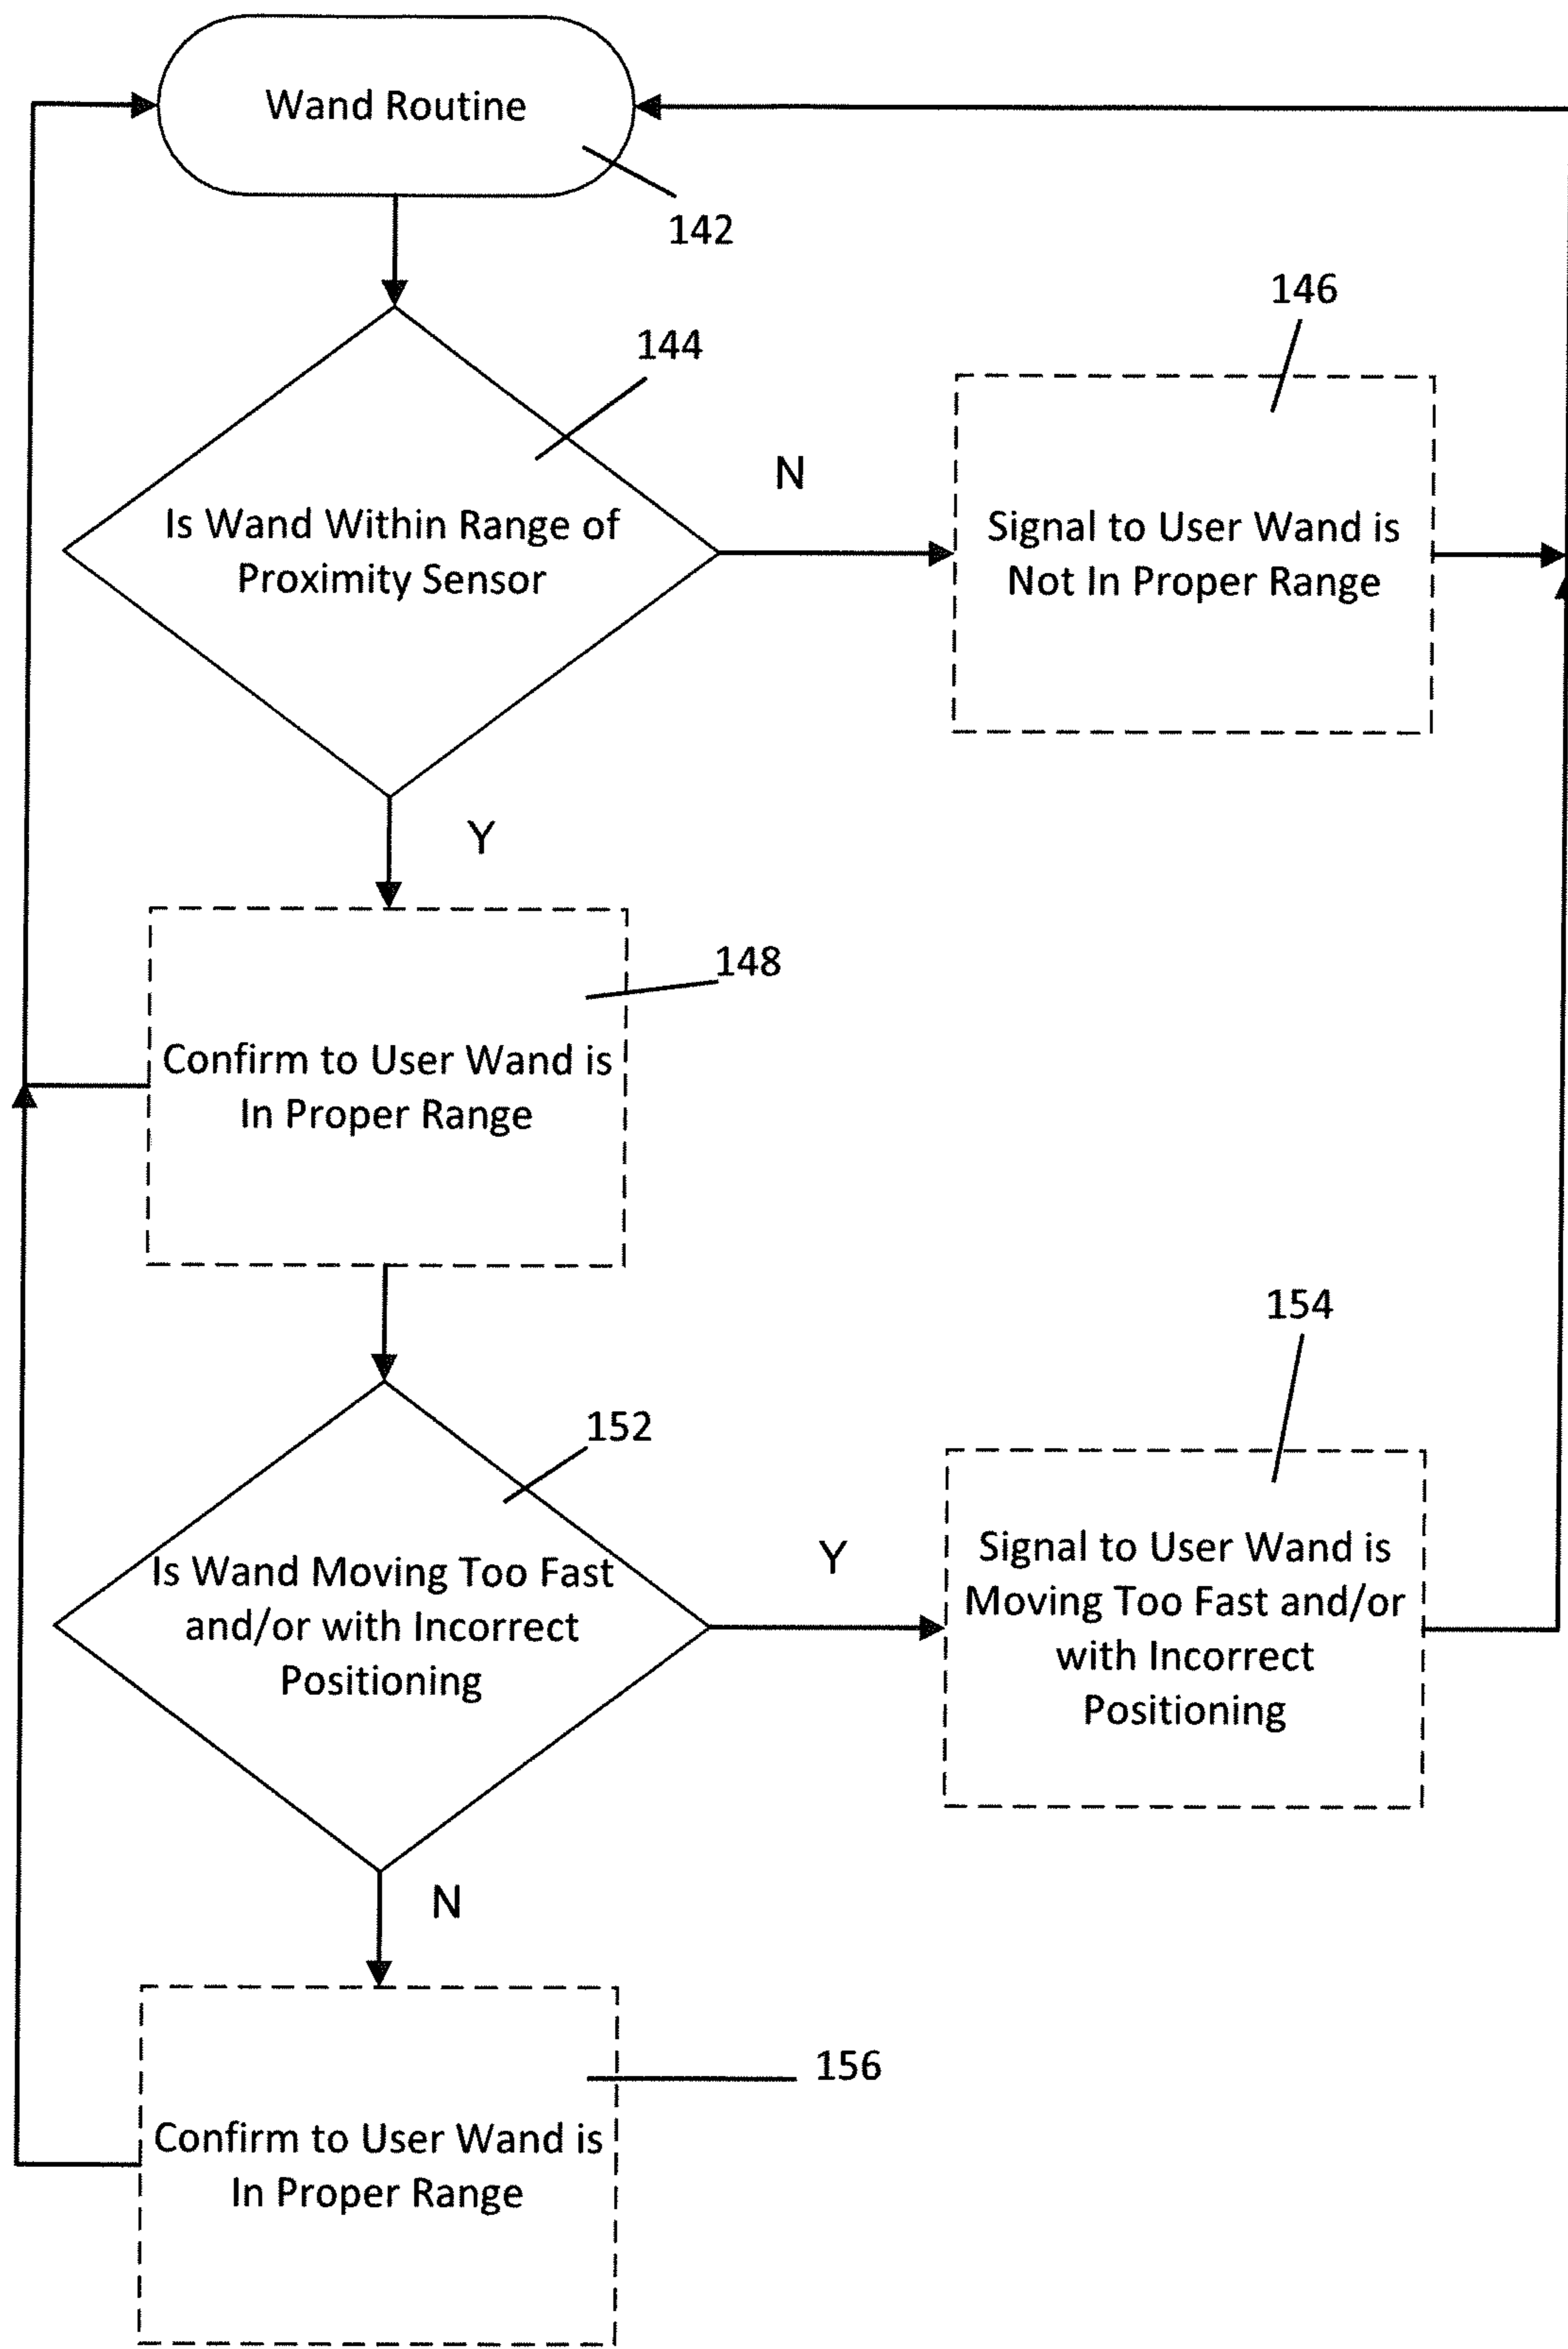 Wand Routine
142
146
144
N
Is Wand Within Range of
Proximity Sensor
Signal to User Wand is
Not In Proper Range
Y
148
Confirm to User Wand is
In Proper Range
154
152
Y
Is Wand Moving Too Fast
and/or with Incorrect
Positioning
Signal to User Wand is
Moving Too Fast and/or
with Incorrect
Positioning
N
156
Confirm to User Wand is
In Proper Range